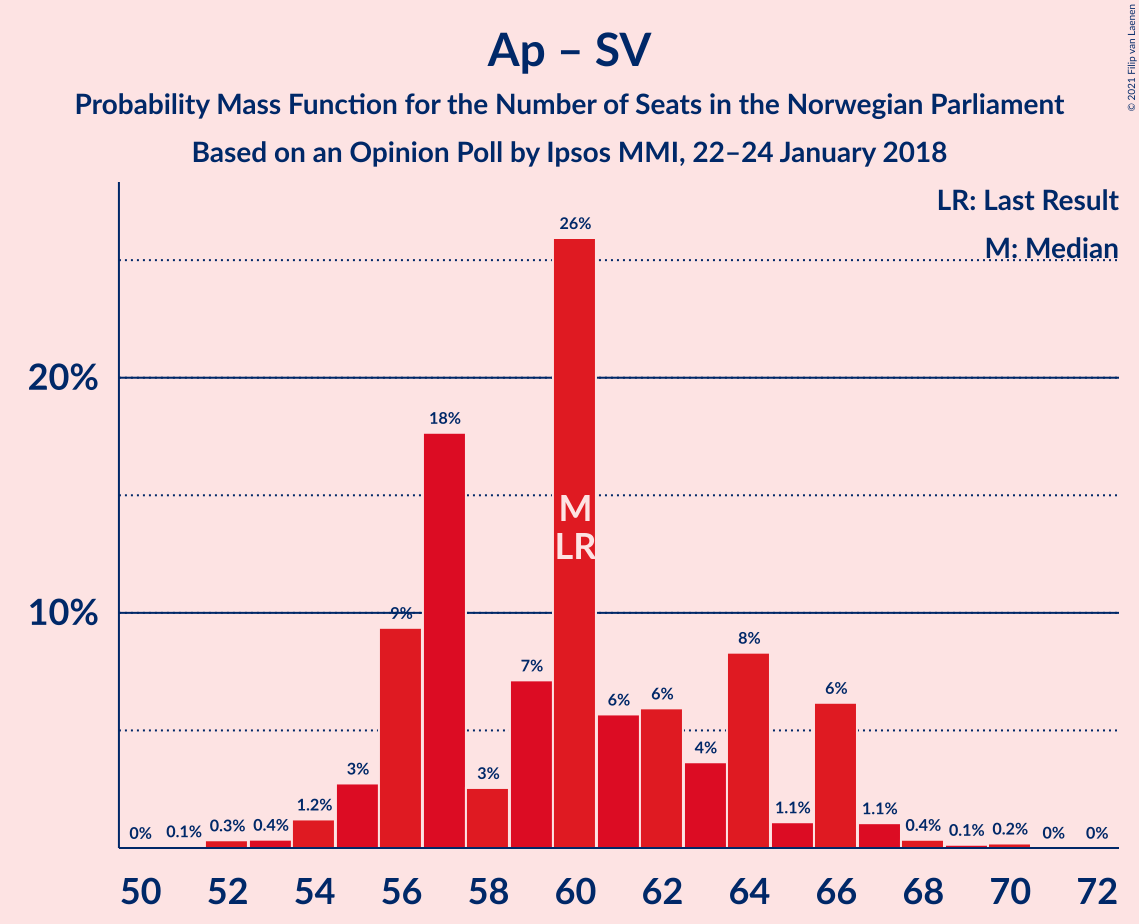 Ap – SV
Probability Mass Function for the Number of Seats in the Norwegian Parliament
Based on an Opinion Poll by Ipsos MMI, 22–24 January 2018
© 2021 Filip van Laenen
LR: Last Result
M: Median
20%
10%
0%
0.1%
0.3%
0.4%
1.2%
3%
9%
18%
3%
7%
26%
6%
6%
4%
8%
1.1%
6%
1.1%
0.4%
0.1%
0.2%
0%
0%
M
LR
50 52 54 56 58 60 62 64 66 68 70 72